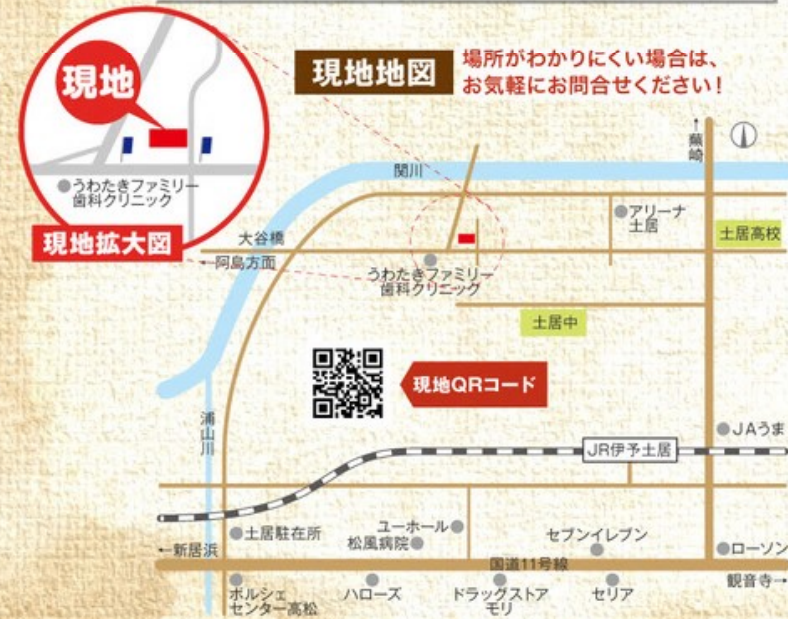 現地
うわたきファミリー
歯科クリニック
現地拡大図
現地地図
場所がわかりにくい場合は、
お気軽にお問合せください！
↑蕪崎
関川
アリーナ
土居
土居高校
大谷橋
←阿島方面
うわたきファミリー
歯科クリニック
土居中
現地QRコード
浦山川
JAうま
JR伊予土居
土居駐在所
ユーホール
松風病院
セブンイレブン
ローソン
←新居浜
国道11号線
観音寺→
ポルシェ
センター高松
ハローズ
ドラッグストア
モリ
セリア